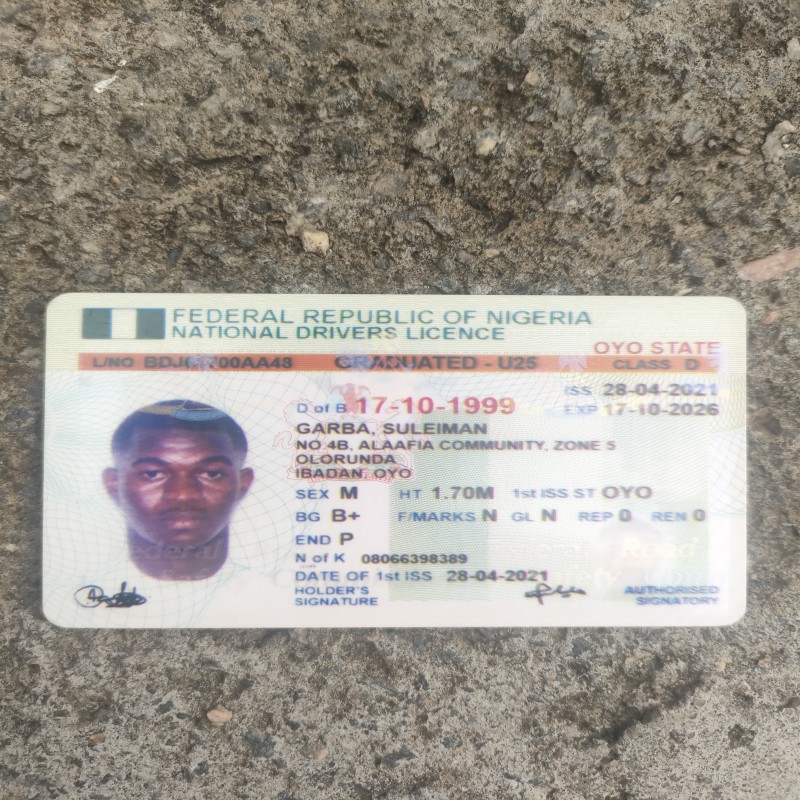 FEDERAL REPUBLIC OF NIGERIA
NATIONAL DRIVERS LICENCE
OYO STATE
L/NO GRADUATED - U25 CLASS D
ISS 28-04-2021
D of B 17-10-1999 EXP 17-10-2026
GARBA, SULEIMAN
NO 4B, ALAAFIA COMMUNITY, ZONE 5
OLORUNDA
IBADAN, OYO
SEX M HT 1.70M 1st ISS ST OYO
BG B+ F/MARKS N GL N REP 0 REN 0
END P
N of K 08066398389
DATE OF 1st ISS 28-04-2021
HOLDER'S
SIGNATURE
AUTHORISED
SIGNATORY